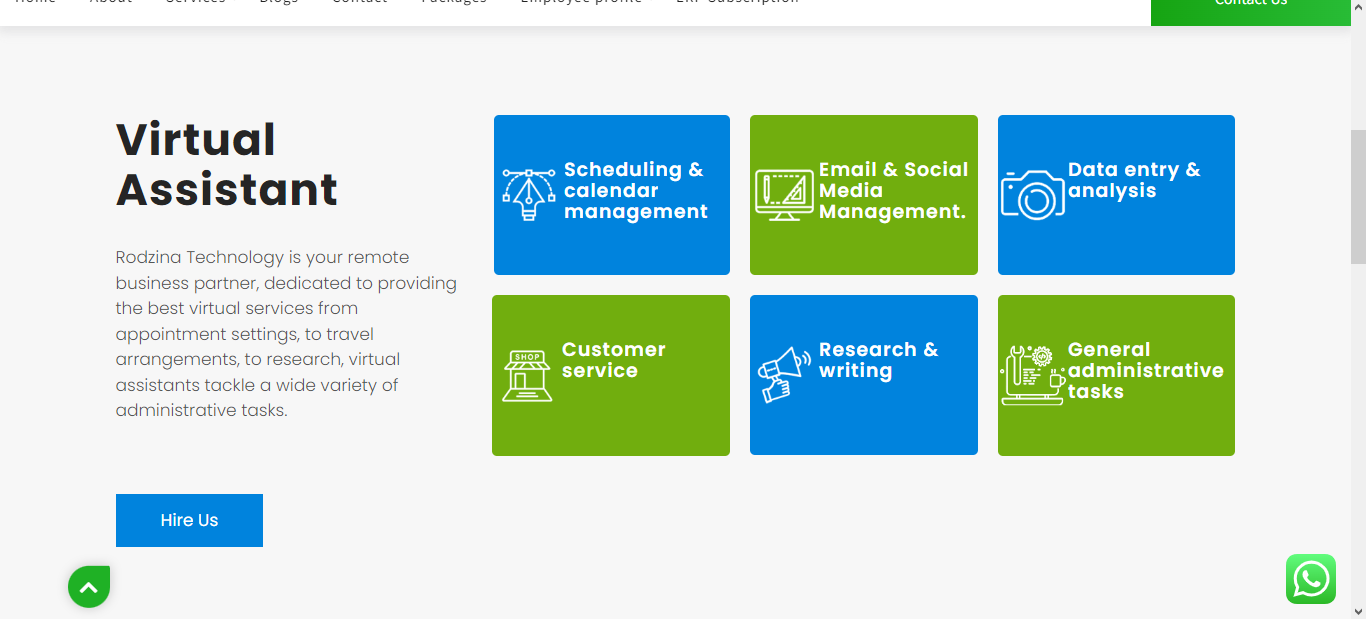 Home About Services Blogs Contact Packages Employee profile ERP Subscription
Contact Us
Virtual
Assistant
Rodzina Technology is your remote
business partner, dedicated to providing
the best virtual services from
appointment settings, to travel
arrangements, to research, virtual
assistants tackle a wide variety of
administrative tasks.
Hire Us
Scheduling &
calendar
management
Email & Social
Media
Management.
Data entry &
analysis
SHOP
Customer
service
Research &
writing
General
administrative
tasks